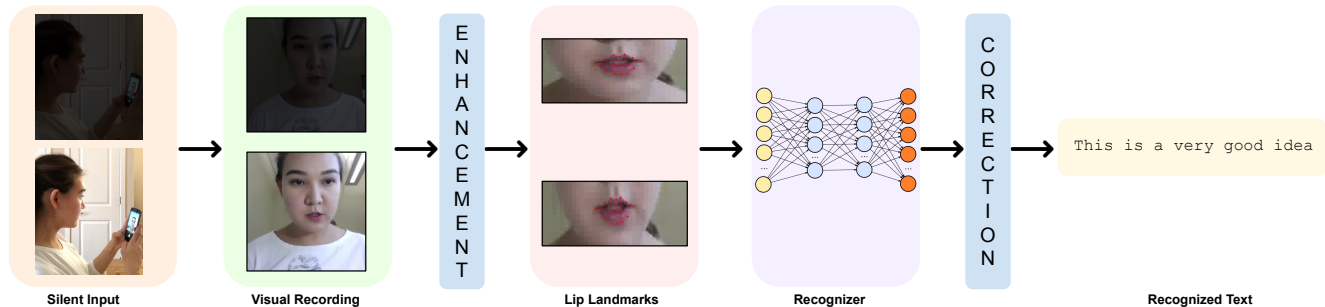 ENHANCEMENT
CORRECTION
This is a very good idea
...
...
...
...
Silent Input
Visual Recording
Lip Landmarks
Recognizer
Recognized Text